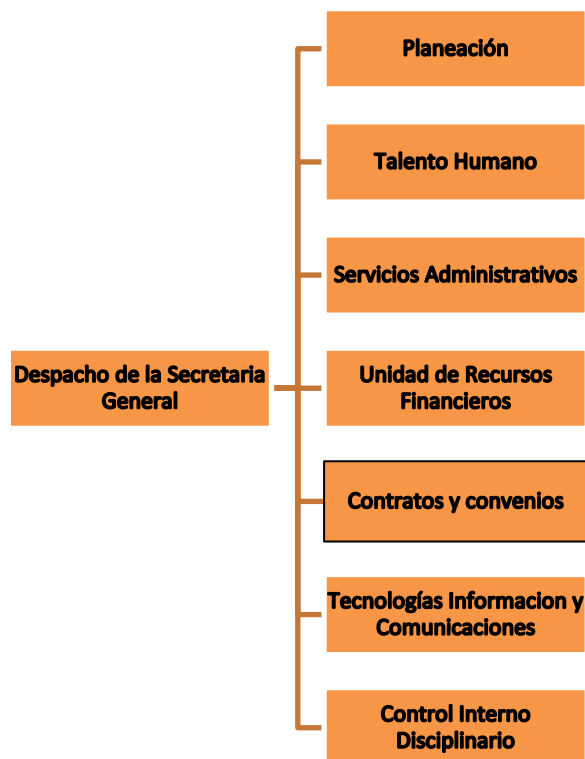 Planeación
Talento Humano
Servicios Administrativos
Despacho de la Secretaria
General
Unidad de Recursos
Financieros
Contratos y convenios
Tecnologías Informacion y
Comunicaciones
Control Interno
Disciplinario